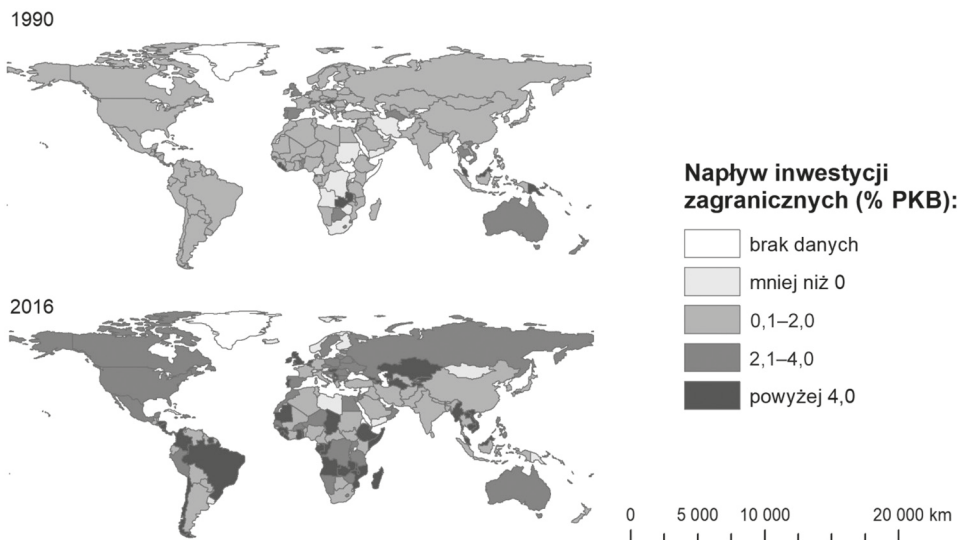 1990
2016
Napływ inwestycji
zagranicznych (% PKB):
brak danych
mniej niż 0
0,1–2,0
2,1–4,0
powyżej 4,0
0 5 000 10 000 20 000 km